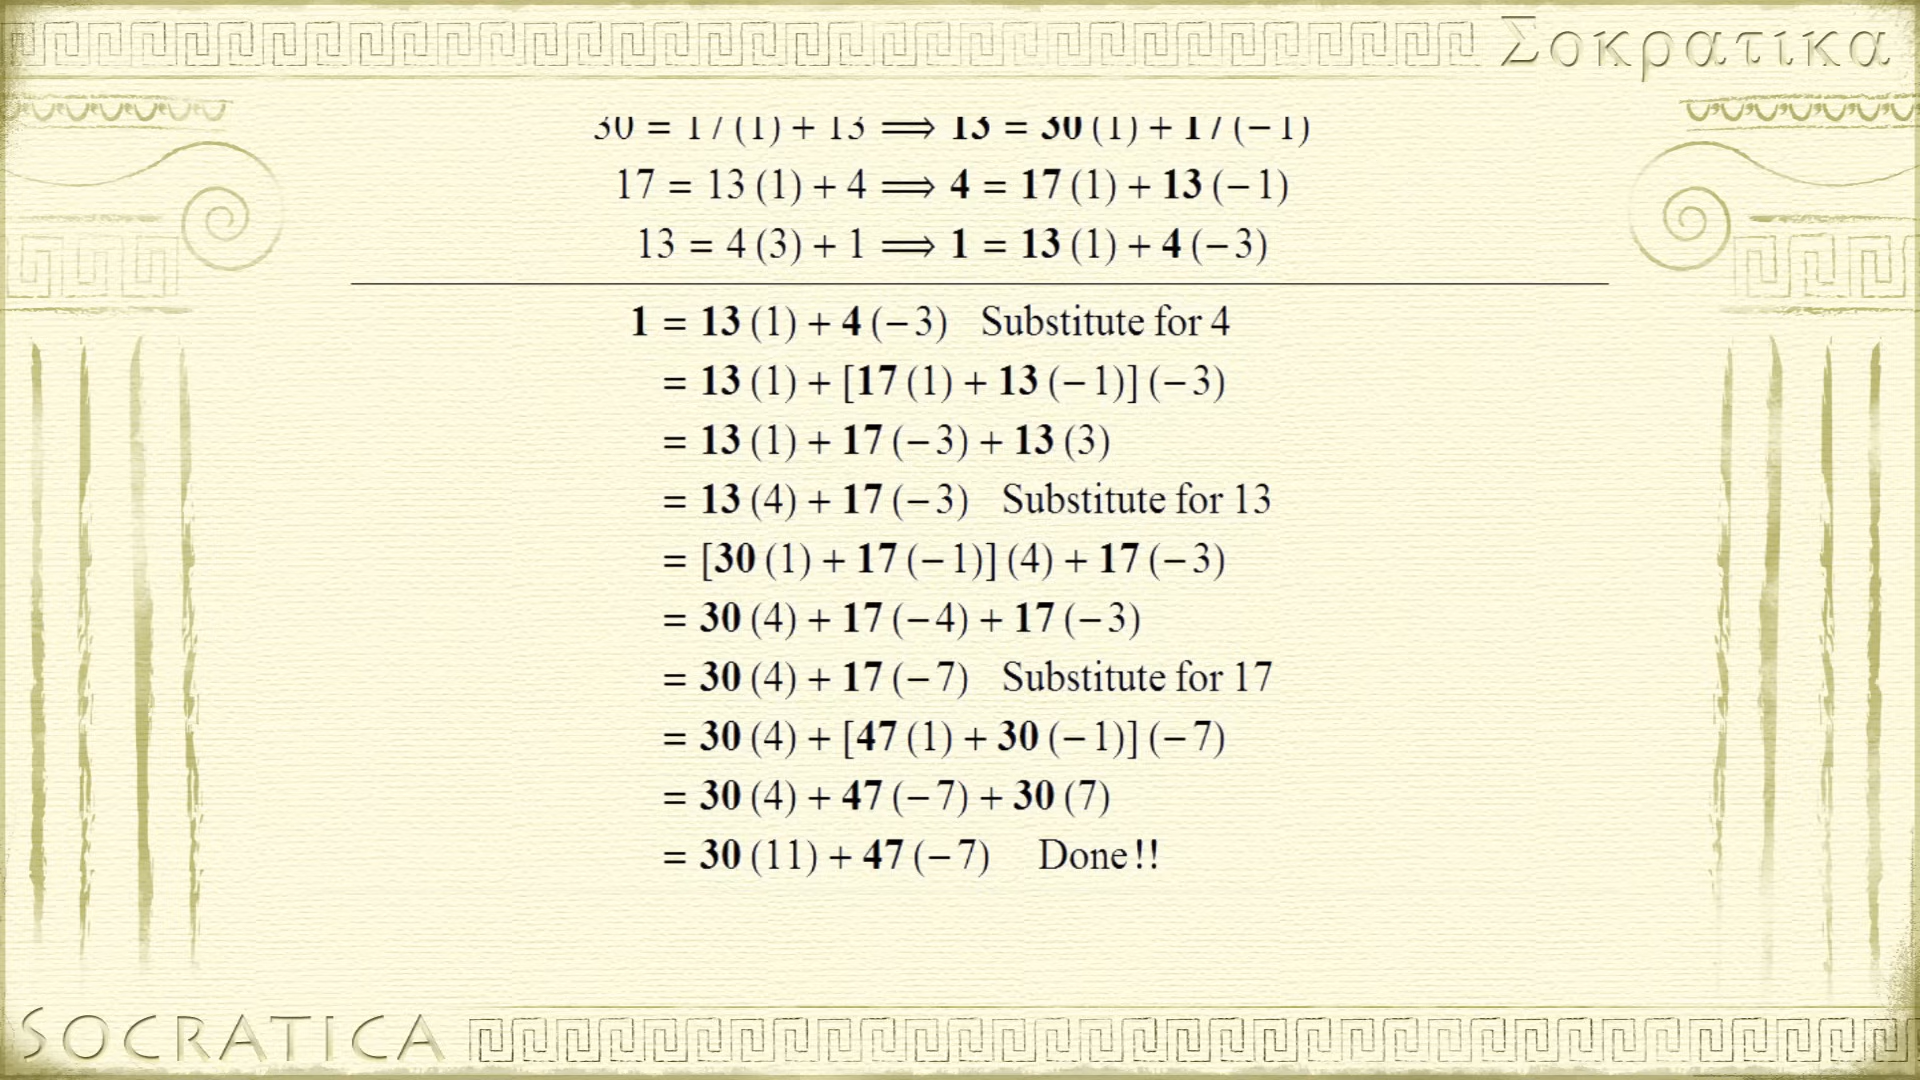 Σοκρατικα
30 = 17 (1) + 13 ⟹ 13 = 30 (1) + 17 (− 1)
17 = 13 (1) + 4 ⟹ 4 = 17 (1) + 13 (− 1)
13 = 4 (3) + 1 ⟹ 1 = 13 (1) + 4 (− 3)
1 = 13 (1) + 4 (− 3) Substitute for 4
= 13 (1) + [17 (1) + 13 (− 1)] (− 3)
= 13 (1) + 17 (− 3) + 13 (3)
= 13 (4) + 17 (− 3) Substitute for 13
= [30 (1) + 17 (− 1)] (4) + 17 (− 3)
= 30 (4) + 17 (− 4) + 17 (− 3)
= 30 (4) + 17 (− 7) Substitute for 17
= 30 (4) + [47 (1) + 30 (− 1)] (− 7)
= 30 (4) + 47 (− 7) + 30 (7)
= 30 (11) + 47 (− 7) Done !!
SOCRATICA